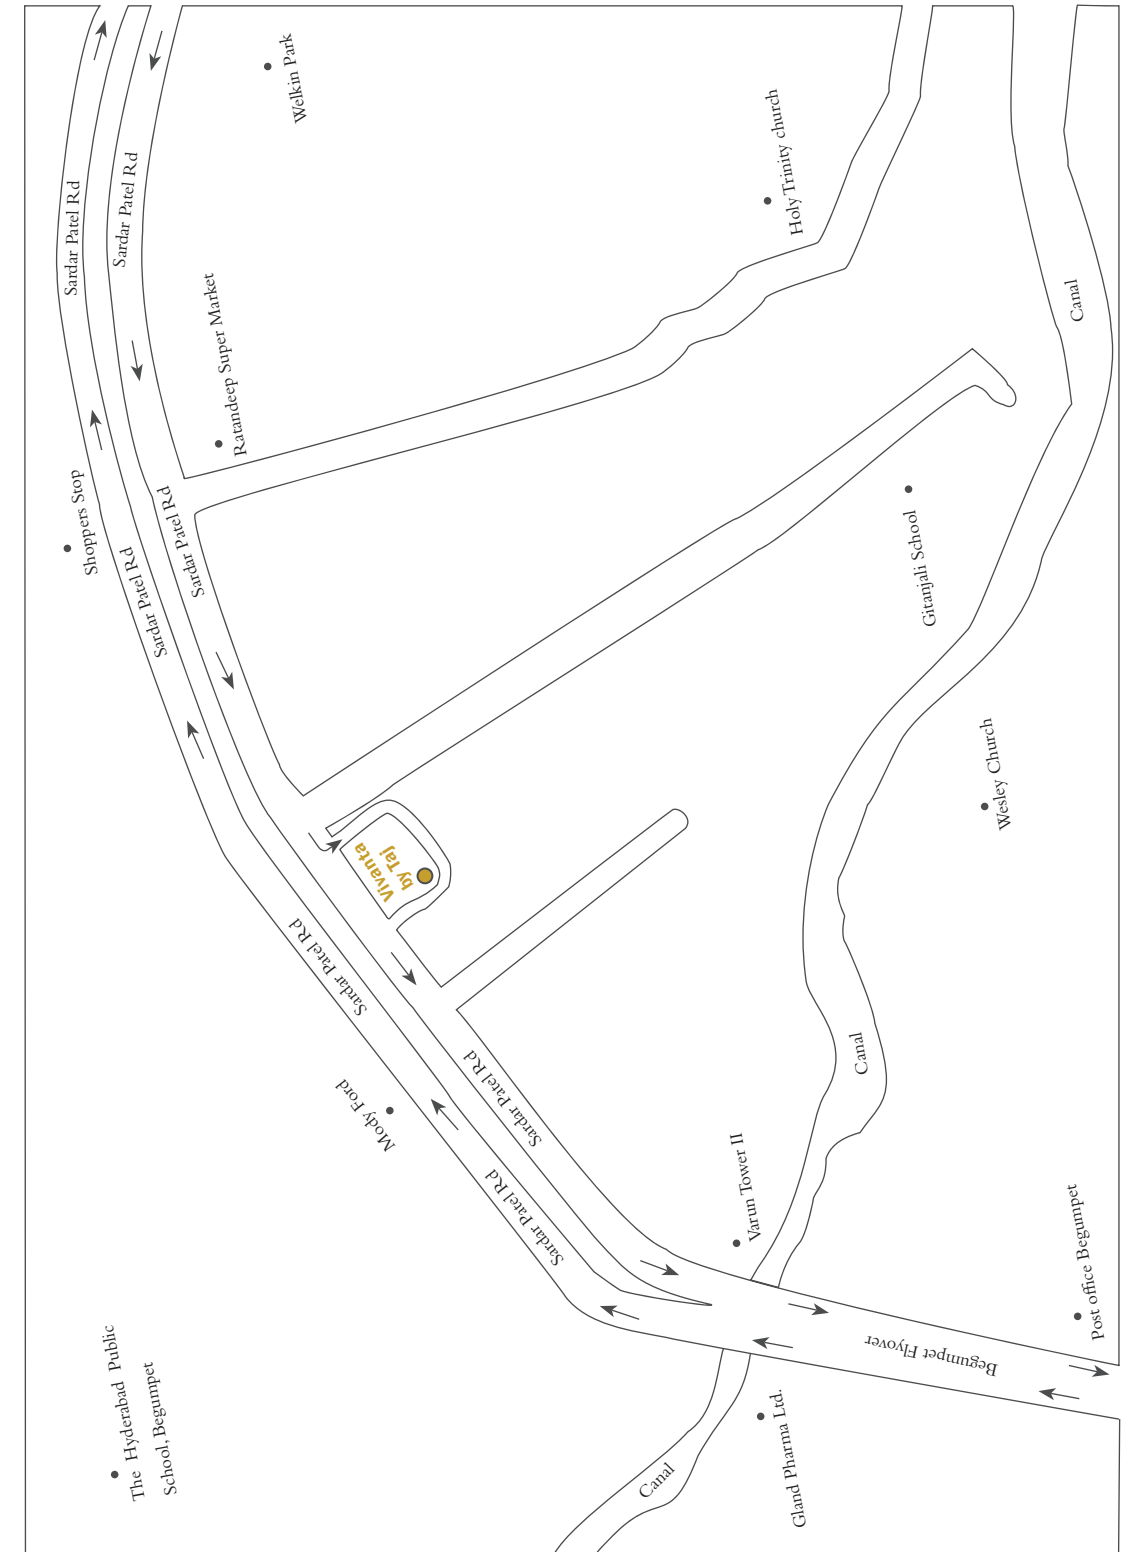 Welkin Park
Holy Trinity church
Sardar Patel Rd
Sardar Patel Rd
Canal
Ratandeep Super Market
Shoppers Stop
Sardar Patel Rd
Sardar Patel Rd
Gitanjali School
Wesley Church
Vivanta
by Taj
Sardar Patel Rd
Canal
Mody Ford
Sardar Patel Rd
Sardar Patel Rd
Varun Tower II
Post office Begumpet
Begumpet Flyover
The Hyderabad Public
School, Begumpet
Gland Pharma Ltd.
Canal